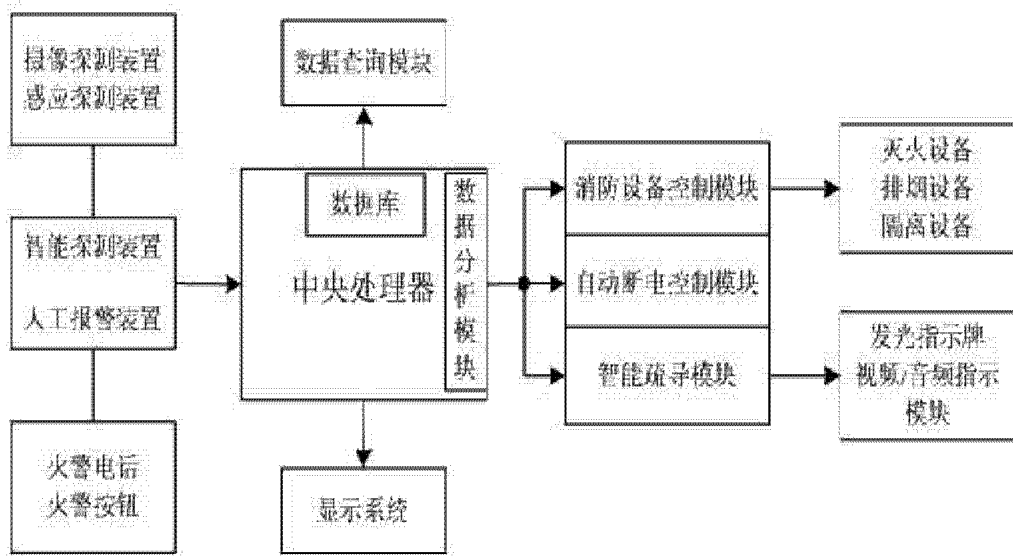 摄像探测装置
感应探测装置
智能探测装置
人工报警装置
火警电话
火警按钮
数据查询模块
数据库
中央处理器
数据分析模块
显示系统
消防设备控制模块
自动断电控制模块
智能疏导模块
灭火设备
排烟设备
隔离设备
发光指示牌
视频/音频指示
模块